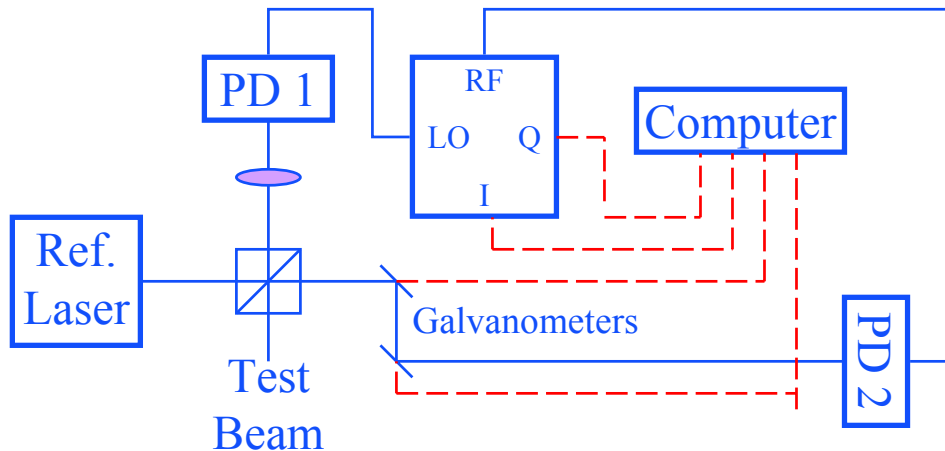 PD 1
RF
LO
Q
I
Computer
Ref.
Laser
Galvanometers
PD 2
Test
Beam